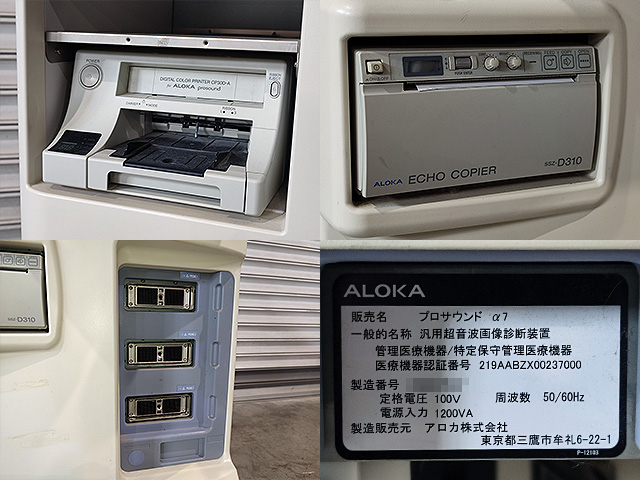 POWER
DIGITAL COLOR PRINTER CP30D-A
for ALOKA prosound
RIBBON
ALOKA ECHO COPIER
SSZ-D310
SSZ-D310
ALOKA
販売名 プロサウンド α7
一般的名称 汎用超音波画像診断装置
管理医療機器/特定保守管理医療機器
医療機器認証番号 219AABZX00237000
製造番号
定格電圧 100V 周波数 50/60Hz
電源入力 1200VA
製造販売元 アロカ株式会社
東京都三鷹市牟礼6-22-1
P-12103